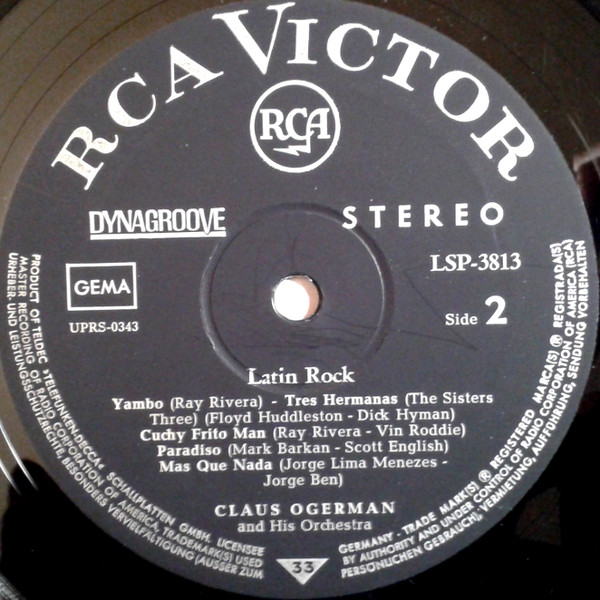 RCA VICTOR
RCA
DYNAGROOVE
STEREO
GEMA
LSP-3813
UPRS-0343
Side 2
Latin Rock
Yambo (Ray Rivera) - Tres Hermanas (The Sisters
Three) (Floyd Huddleston - Dick Hyman)
Cuchy Frito Man (Ray Rivera - Vin Roddie)
Paradiso (Mark Barkan - Scott English)
Mas Que Nada (Jorge Lima Menezes -
Jorge Ben)
CLAUS OGERMAN
and His Orchestra
33
PRODUCT OF TELDEC »TELEFUNKEN-DECCA« SCHALLPLATTEN GMBH. LICENSEE
MASTER RECORDING OF RADIO CORPORATION OF AMERICA, TRADEMARK(S) USED
URHEBER- UND LEISTUNGSSCHUTZRECHTE, BESONDERS VERVIELFÄLTIGUNG (AUSSER ZUM
GERMANY - TRADE MARK(S) ® REGISTERED MARCA(S) ® REGISTRADA(S)
BY AUTHORITY AND UNDER CONTROL OF RADIO CORPORATION OF AMERICA (RCA)
PERSÖNLICHEN GEBRAUCH), VERMIETUNG, AUFFÜHRUNG, SENDUNG VORBEHALTEN